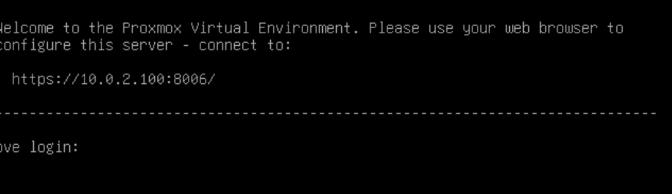 Welcome to the Proxmox Virtual Environment. Please use your web browser to
configure this server - connect to:
https://10.0.2.100:8006/
------------------------------------------------------------------------------
pve login: